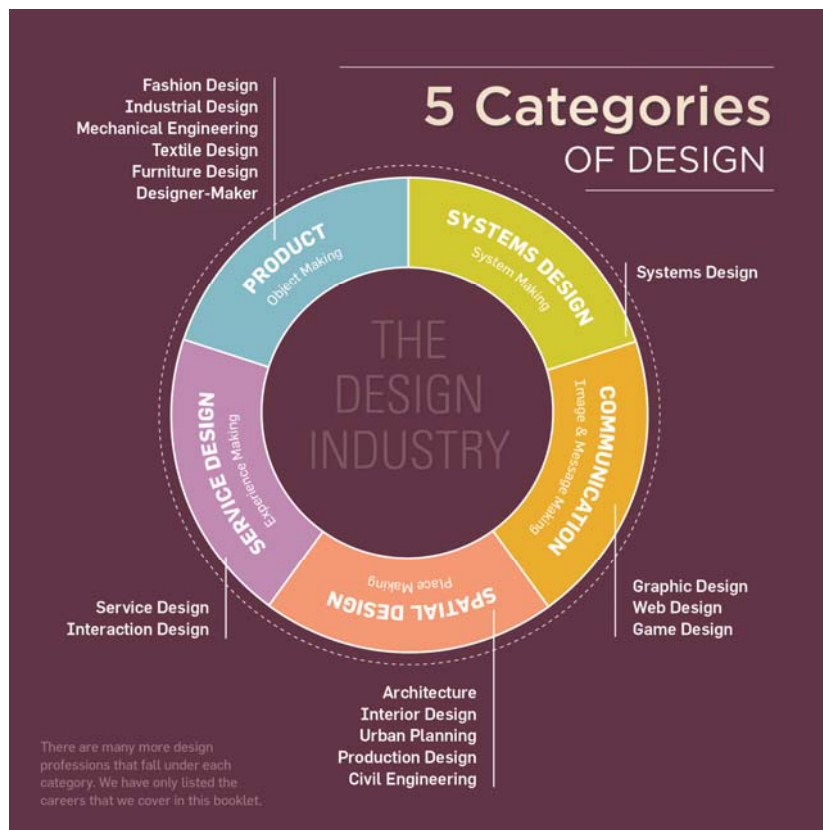 5 Categories
OF DESIGN
Fashion Design
Industrial Design
Mechanical Engineering
Textile Design
Furniture Design
Designer-Maker
PRODUCT
Object Making
SYSTEMS DESIGN
System Making
Systems Design
THE
DESIGN
INDUSTRY
COMMUNICATION
Image & Message Making
Graphic Design
Web Design
Game Design
SERVICE DESIGN
Experience Making
Service Design
Interaction Design
SPATIAL DESIGN
Place Making
Architecture
Interior Design
Urban Planning
Production Design
Civil Engineering
There are many more design
professions that fall under each
category. We have only listed the
careers that we cover in this booklet.